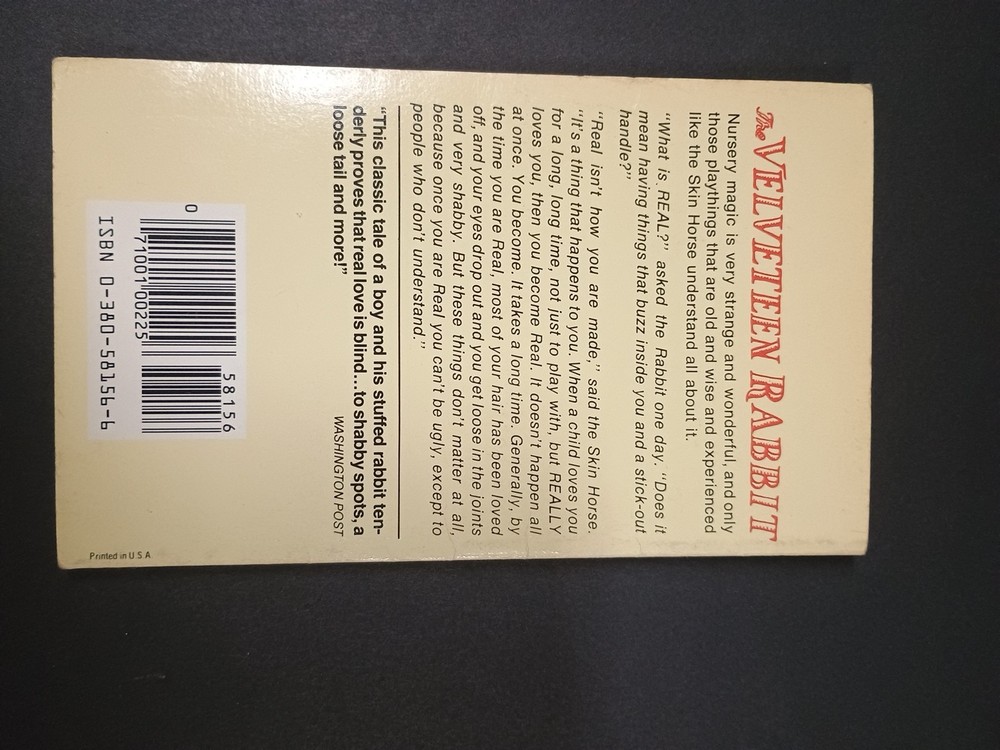 The VELVETEEN RABBIT
Nursery magic is very strange and wonderful, and only
those playthings that are old and wise and experienced
like the Skin Horse understand all about it.
"What is REAL?" asked the Rabbit one day. "Does it
mean having things that buzz inside you and a stick-out
handle?"
"Real isn't how you are made," said the Skin Horse.
"It's a thing that happens to you. When a child loves you
for a long, long time, not just to play with, but REALLY
loves you, then you become Real. It doesn't happen all
at once. You become. It takes a long time. Generally, by
the time you are Real, most of your hair has been loved
off, and your eyes drop out and you get loose in the joints
and very shabby. But these things don't matter at all,
because once you are Real you can't be ugly, except to
people who don't understand."
"This classic tale of a boy and his stuffed rabbit ten-
derly proves that real love is blind...to shabby spots, a
loose tail and more!"
WASHINGTON POST
58156
0
71001 00225
ISBN 0-380-58156-6
Printed in U S A